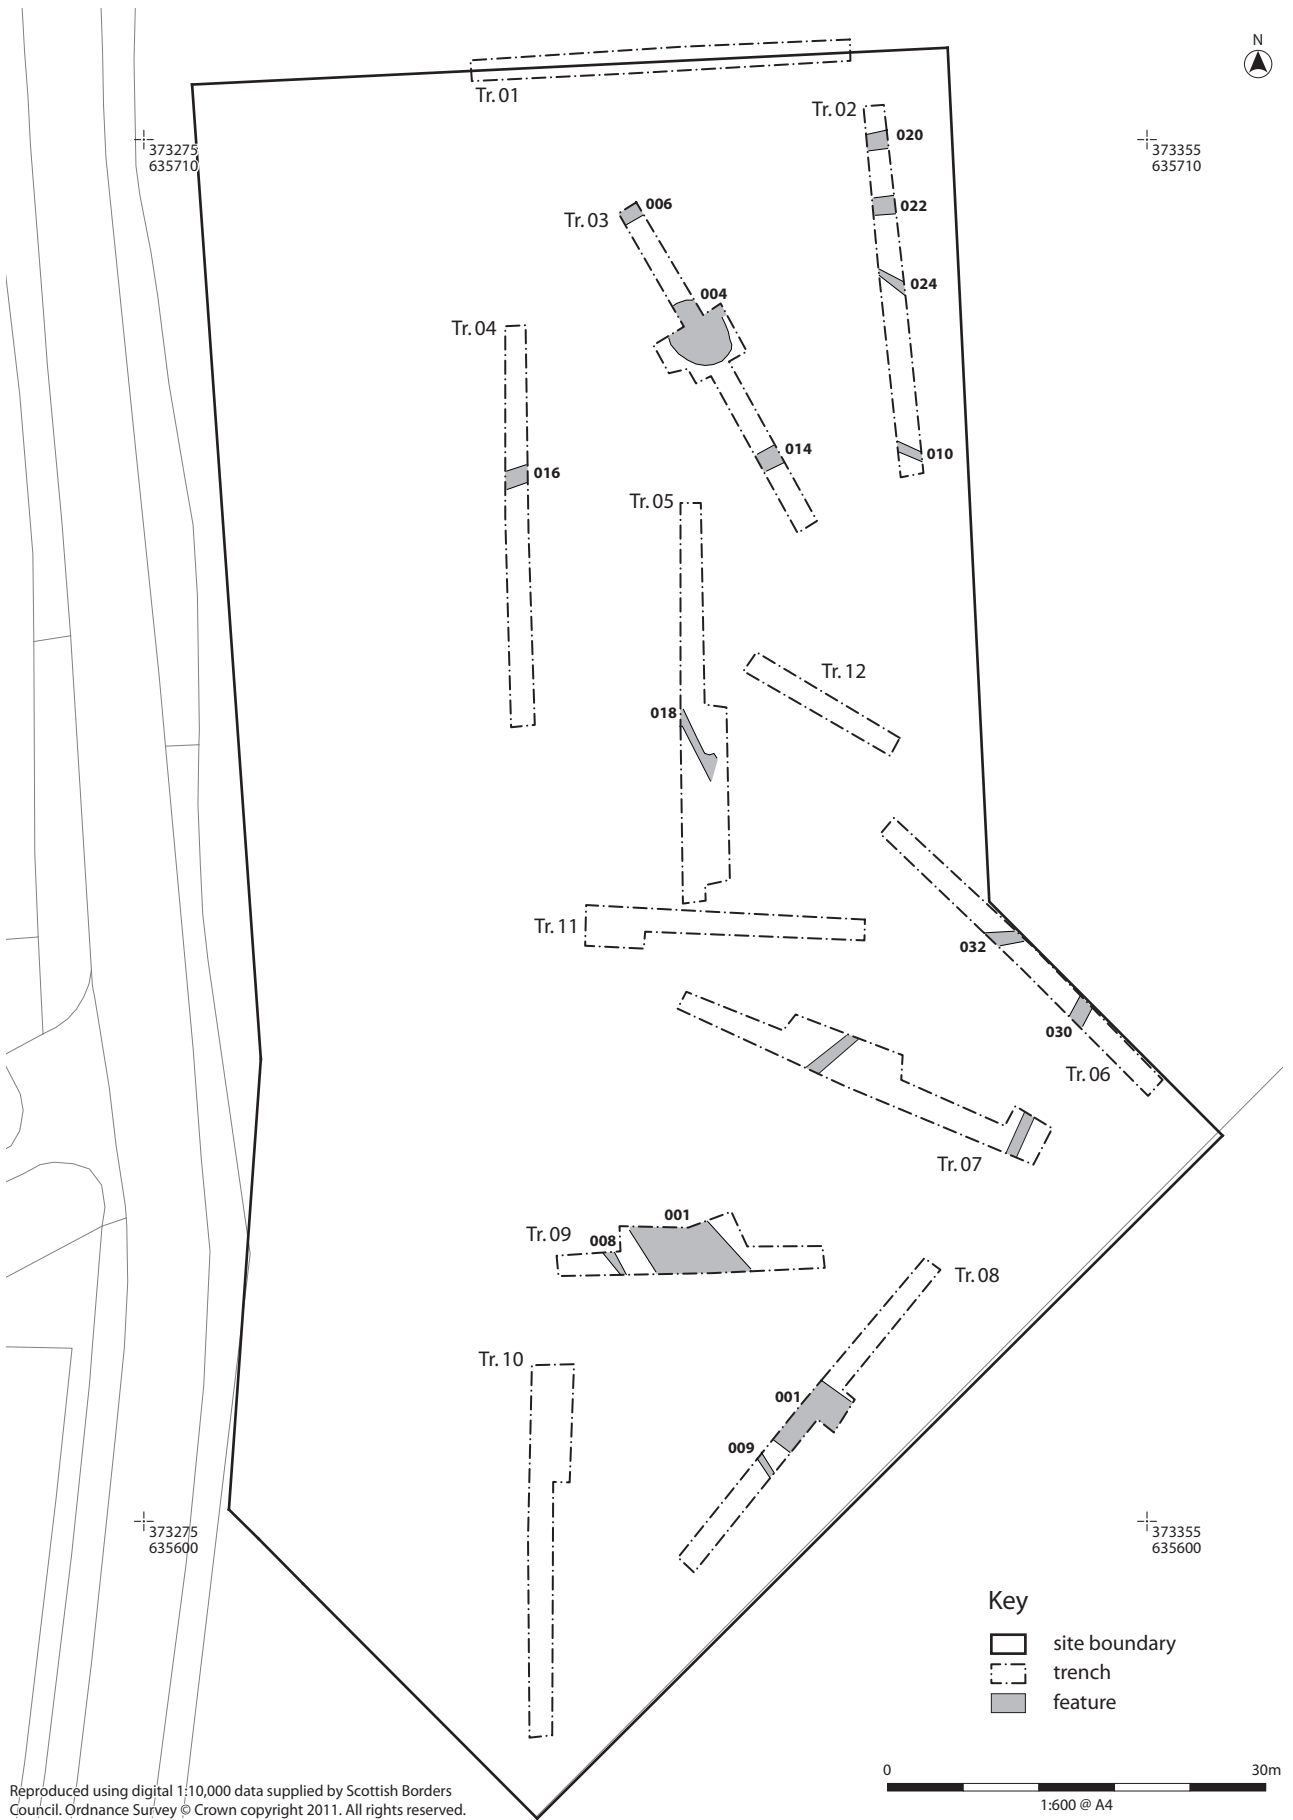 N
Tr. 01
Tr. 02
020
373275
635710
373355
635710
022
006
Tr. 03
024
004
Tr. 04
014
010
016
Tr. 05
Tr. 12
018
Tr. 11
032
030
Tr. 06
Tr. 07
001
Tr. 09
008
Tr. 08
Tr. 10
001
009
373275
635600
373355
635600
Key
site boundary
trench
feature
0
30m
1:600 @ A4
Reproduced using digital 1:10,000 data supplied by Scottish Borders
Council. Ordnance Survey © Crown copyright 2011. All rights reserved.